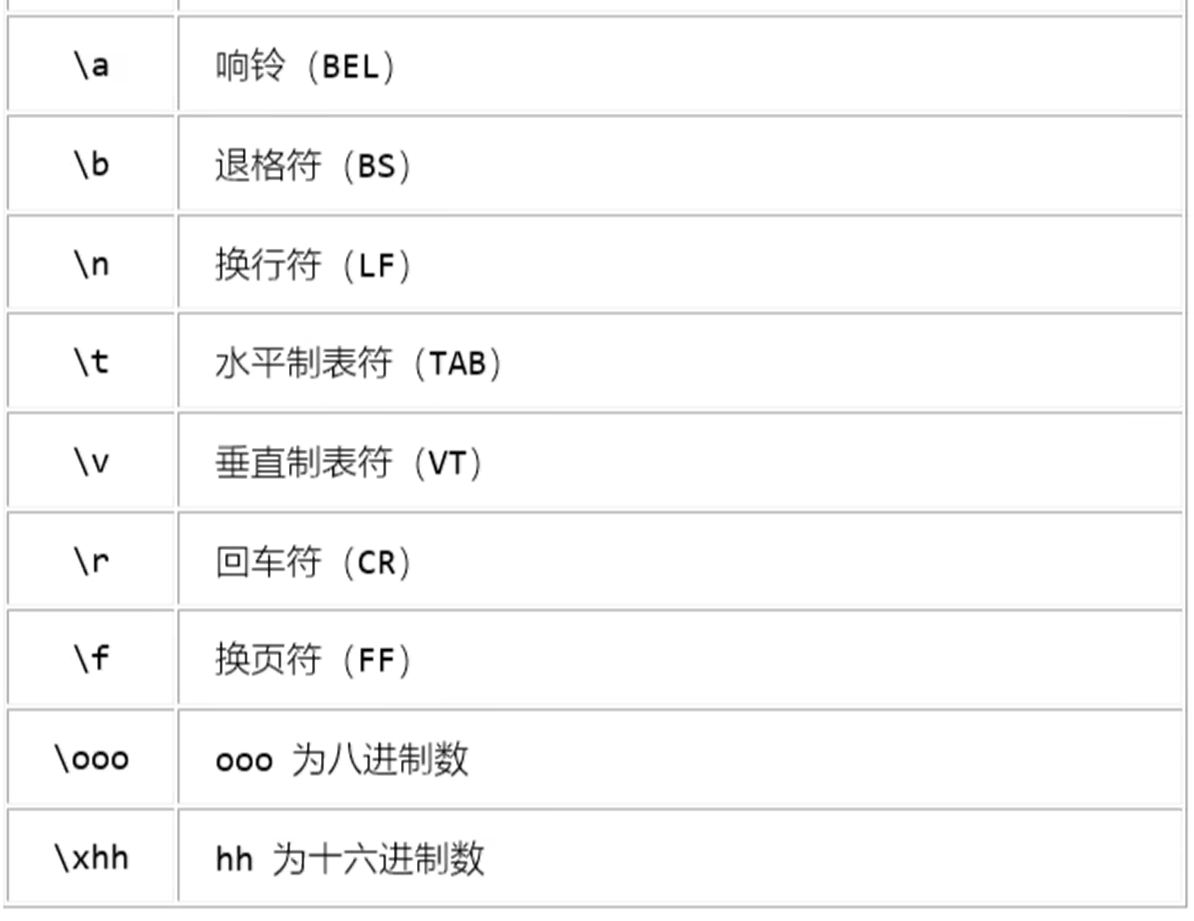 \a 响铃 (BEL)
\b 退格符 (BS)
\n 换行符 (LF)
\t 水平制表符 (TAB)
\v 垂直制表符 (VT)
\r 回车符 (CR)
\f 换页符 (FF)
\ooo ooo 为八进制数
\xhh hh 为十六进制数